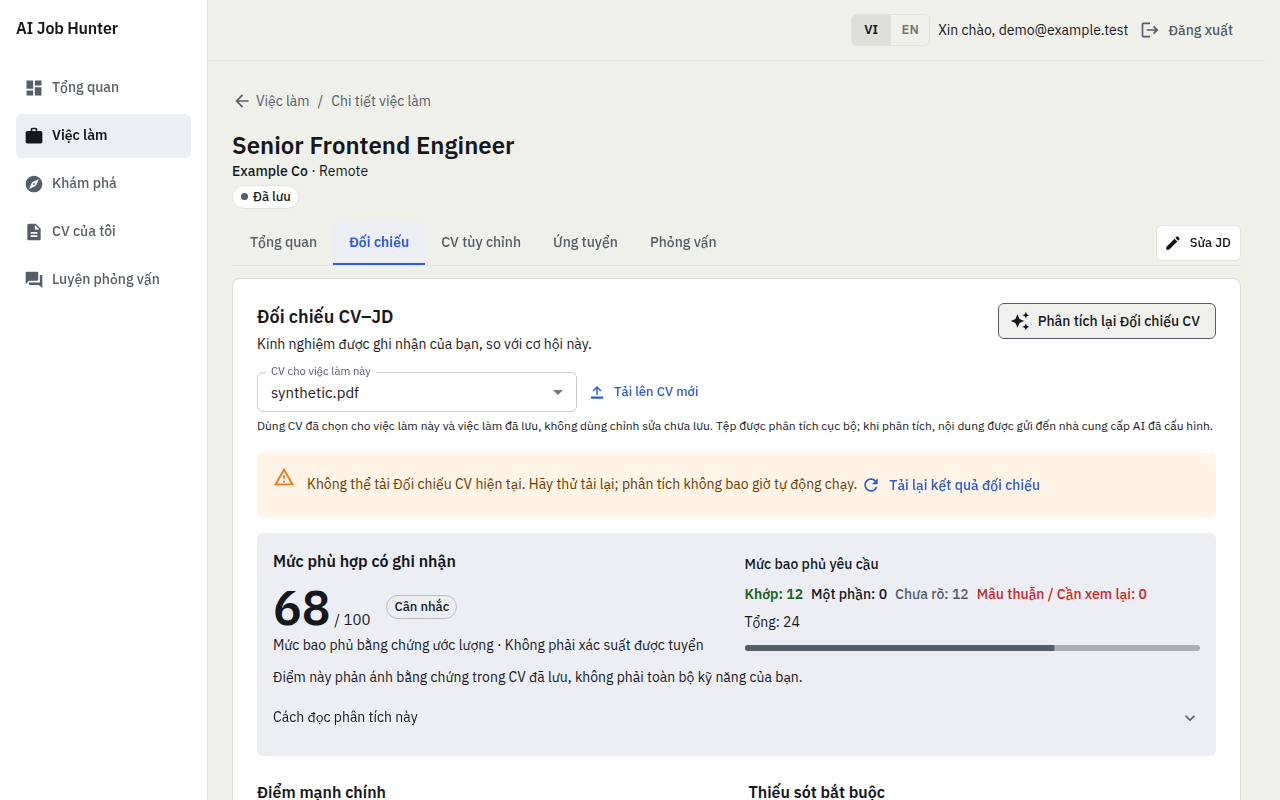 AI Job Hunter
VI EN Xin chào, demo@example.test Đăng xuất
Tổng quan
Việc làm
Khám phá
CV của tôi
Luyện phỏng vấn
Việc làm / Chi tiết việc làm
Senior Frontend Engineer
Example Co · Remote
Đã lưu
Tổng quan Đối chiếu CV tùy chỉnh Ứng tuyển Phỏng vấn Sửa JD
Đối chiếu CV–JD
Phân tích lại Đối chiếu CV
Kinh nghiệm được ghi nhận của bạn, so với cơ hội này.
CV cho việc làm này
synthetic.pdf
Tải lên CV mới
Dùng CV đã chọn cho việc làm này và việc làm đã lưu, không dùng chỉnh sửa chưa lưu. Tệp được phân tích cục bộ; khi phân tích, nội dung được gửi đến nhà cung cấp AI đã cấu hình.
Không thể tải Đối chiếu CV hiện tại. Hãy thử tải lại; phân tích không bao giờ tự động chạy. Tải lại kết quả đối chiếu
Mức phù hợp có ghi nhận
68 / 100 Cân nhắc
Mức bao phủ bằng chứng ước lượng · Không phải xác suất được tuyển
Mức bao phủ yêu cầu
Khớp: 12 Một phần: 0 Chưa rõ: 12 Mâu thuẫn / Cần xem lại: 0
Tổng: 24
Điểm này phản ánh bằng chứng trong CV đã lưu, không phải toàn bộ kỹ năng của bạn.
Cách đọc phân tích này
Điểm mạnh chính
Thiếu sót bắt buộc